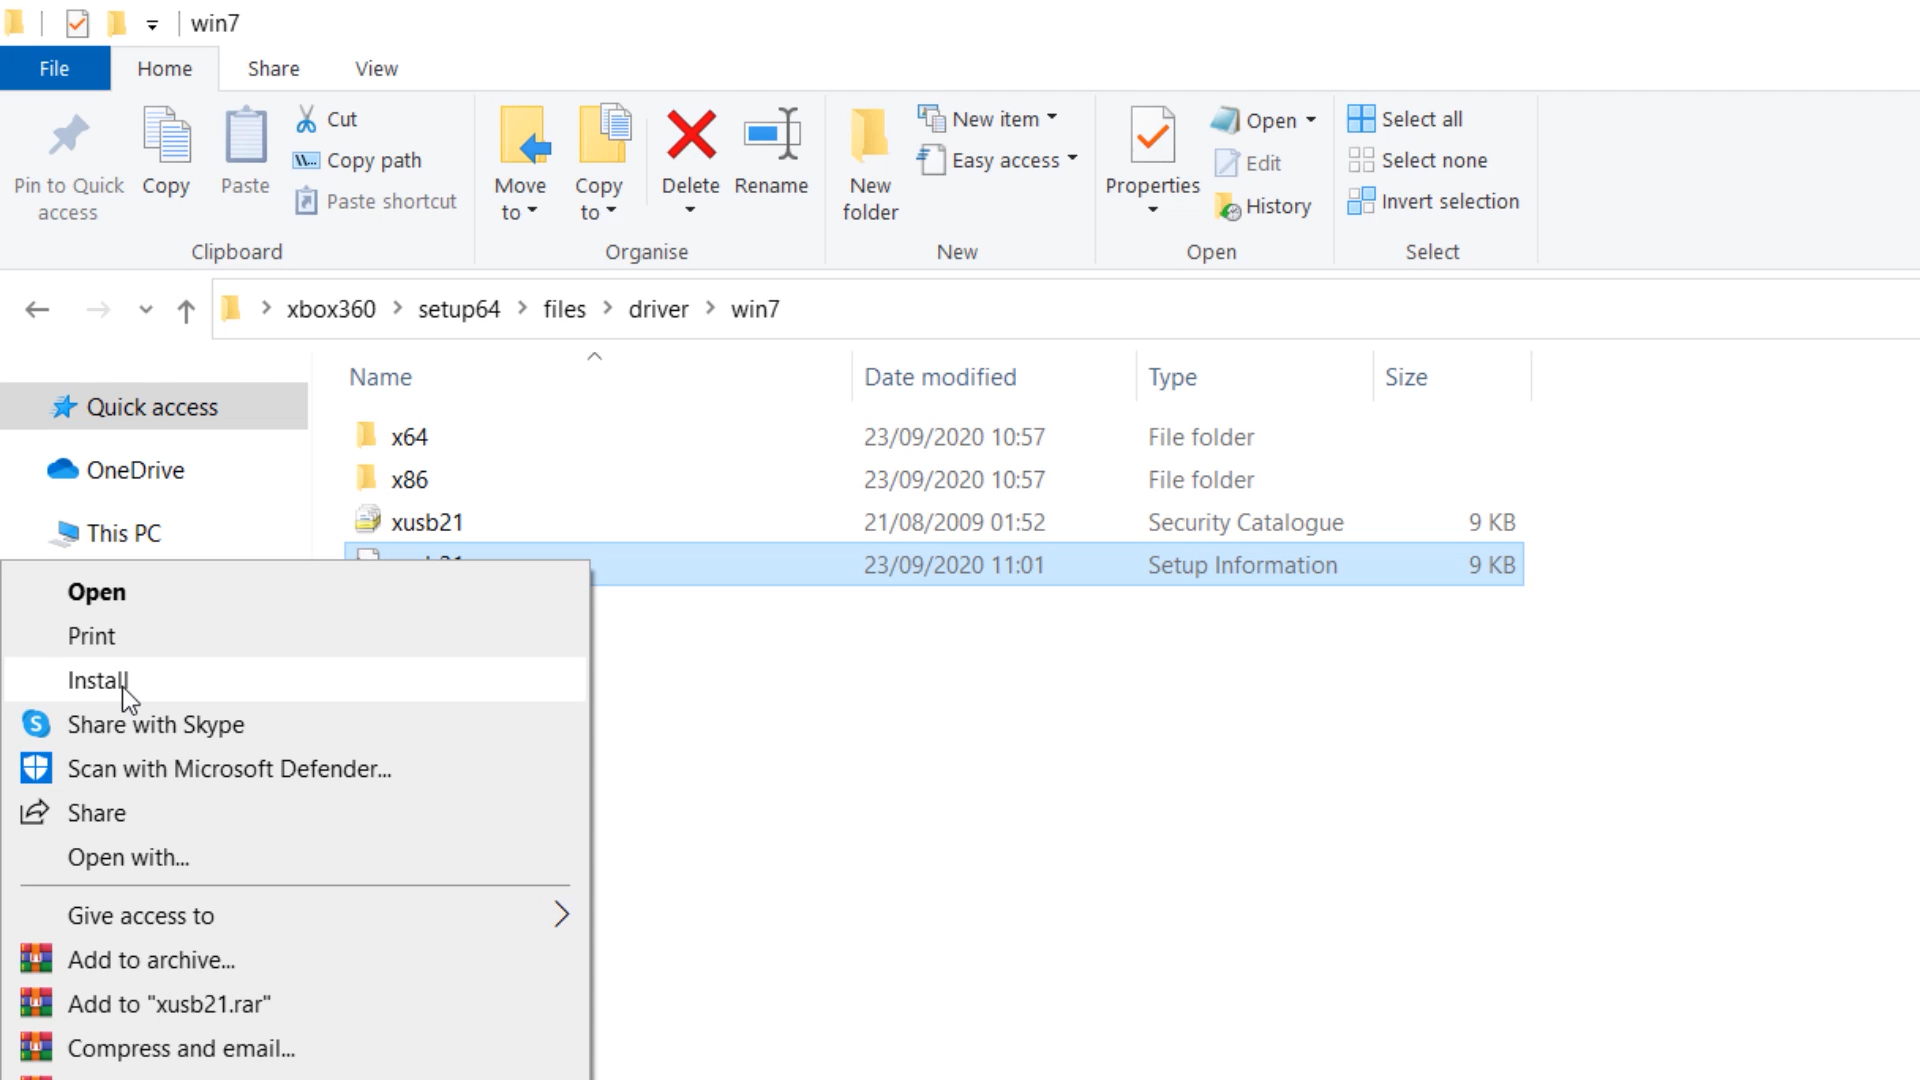 win7
File Home Share View
Pin to Quick access
Copy
Paste
Cut
Copy path
Paste shortcut
Clipboard
Move to
Copy to
Delete
Rename
Organise
New folder
New item
Easy access
New
Properties
Open
Edit
History
Open
Select all
Select none
Invert selection
Select
xbox360 setup64 files driver win7
Name Date modified Type Size
Quick access
OneDrive
This PC
x64 23/09/2020 10:57 File folder
x86 23/09/2020 10:57 File folder
xusb21 21/08/2009 01:52 Security Catalogue 9 KB
23/09/2020 11:01 Setup Information 9 KB
Open
Print
Install
Share with Skype
Scan with Microsoft Defender...
Share
Open with...
Give access to
Add to archive...
Add to "xusb21.rar"
Compress and email...